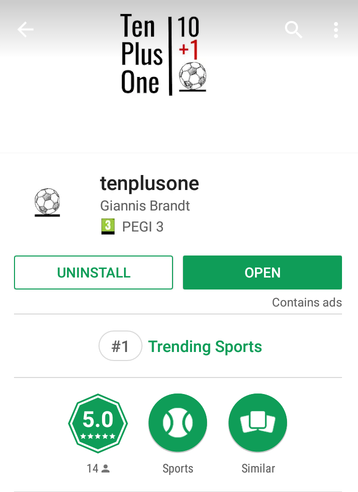 Ten
Plus
One
10
+1
tenplusone
Giannis Brandt
3 PEGI 3
UNINSTALL
OPEN
Contains ads
#1 Trending Sports
5.0
14
Sports
Similar